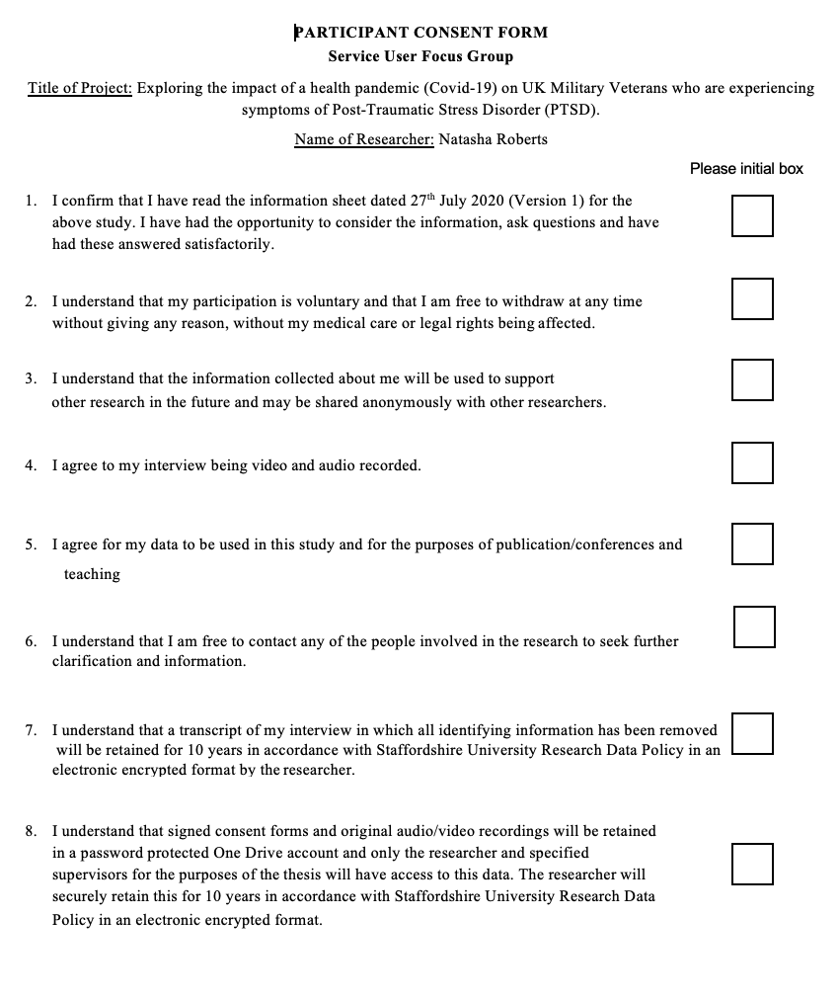 PARTICIPANT CONSENT FORM
Service User Focus Group
Title of Project: Exploring the impact of a health pandemic (Covid-19) on UK Military Veterans who are experiencing
symptoms of Post-Traumatic Stress Disorder (PTSD).
Name of Researcher: Natasha Roberts
Please initial box
1. I confirm that I have read the information sheet dated 27th July 2020 (Version 1) for the
above study. I have had the opportunity to consider the information, ask questions and have
had these answered satisfactorily.
2. I understand that my participation is voluntary and that I am free to withdraw at any time
without giving any reason, without my medical care or legal rights being affected.
3. I understand that the information collected about me will be used to support
other research in the future and may be shared anonymously with other researchers.
4. I agree to my interview being video and audio recorded.
5. I agree for my data to be used in this study and for the purposes of publication/conferences and
teaching
6. I understand that I am free to contact any of the people involved in the research to seek further
clarification and information.
7. I understand that a transcript of my interview in which all identifying information has been removed
will be retained for 10 years in accordance with Staffordshire University Research Data Policy in an
electronic encrypted format by the researcher.
8. I understand that signed consent forms and original audio/video recordings will be retained
in a password protected One Drive account and only the researcher and specified
supervisors for the purposes of the thesis will have access to this data. The researcher will
securely retain this for 10 years in accordance with Staffordshire University Research Data
Policy in an electronic encrypted format.